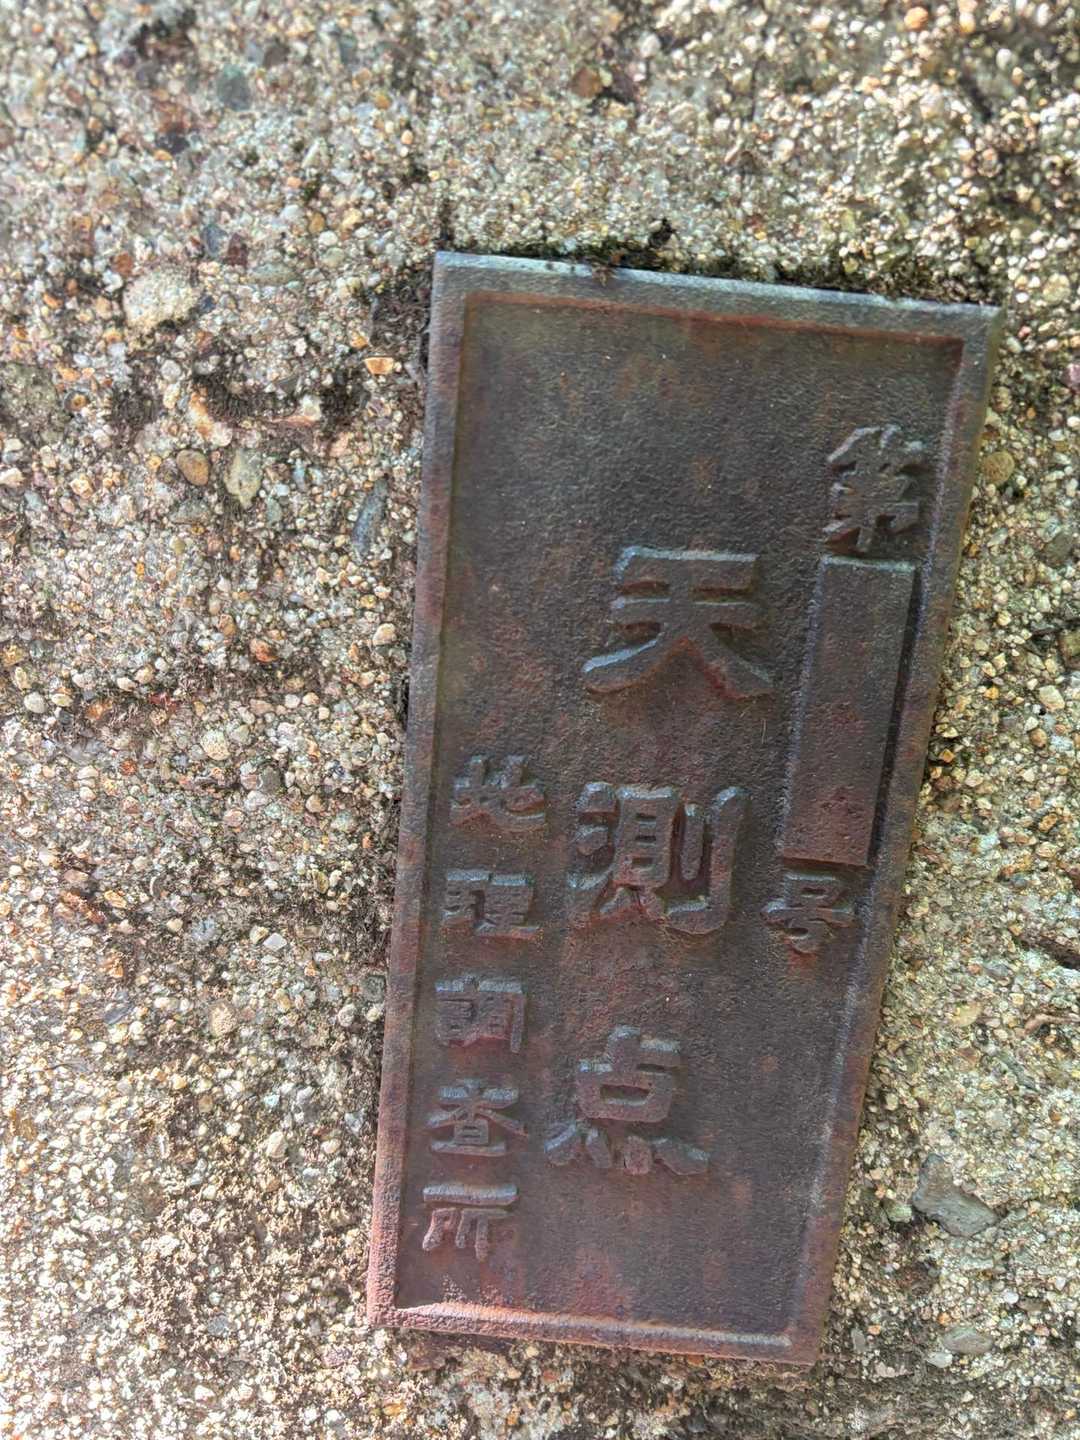 第号
天測点
地理調査所